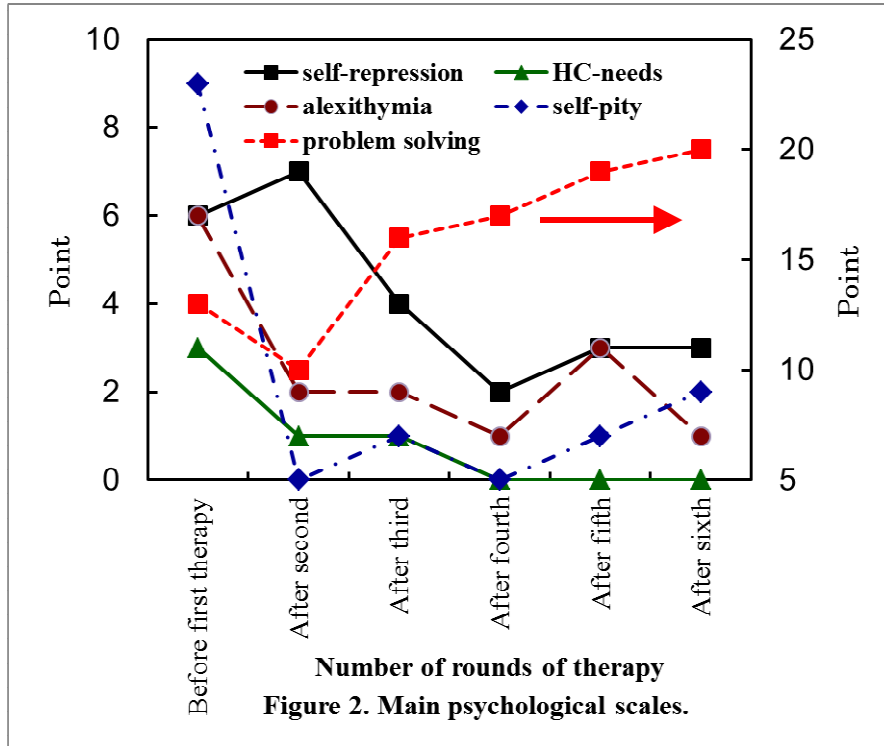 10
8
6
4
2
0
Point
self-repression
HC-needs
alexithymia
self-pity
problem solving
25
20
15
10
5
Point
Before first therapy
After second
After third
After fourth
After fifth
After sixth
Number of rounds of therapy
Figure 2. Main psychological scales.